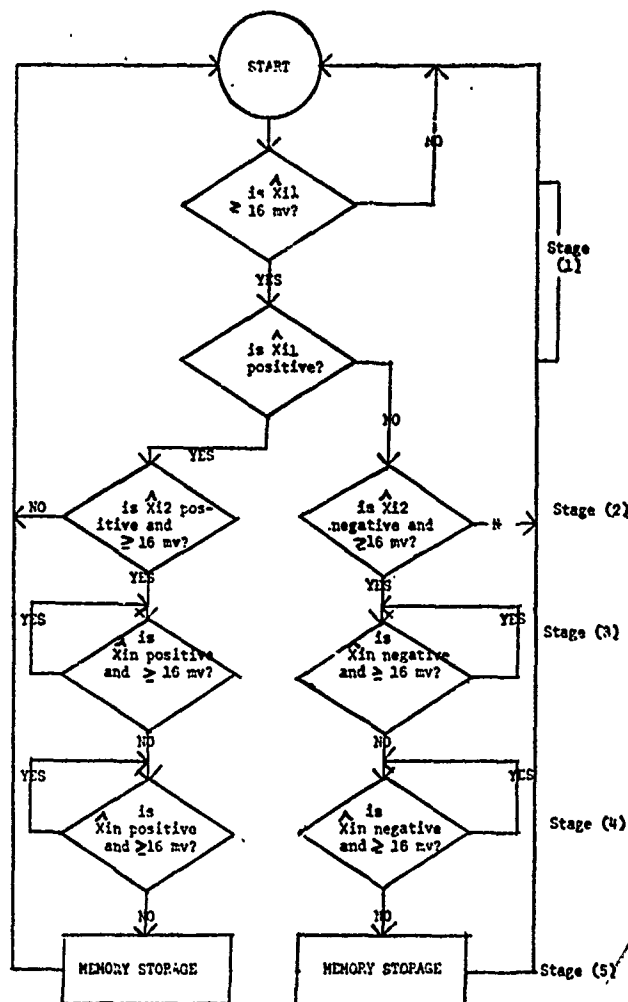 START
NO
is X̂i1
≥ 16 mv?
YES
Stage
(1)
is X̂i1
positive?
NO
YES
NO
is X̂i2 pos-
itive and
≥ 16 mv?
is X̂i2
negative and
≥16 mv?
N
Stage (2)
YES
YES
YES
is
X̂in positive
and ≥ 16 mv?
is
X̂in negative
and ≥ 16 mv?
YES
Stage (3)
NO
NO
YES
is
X̂in positive
and ≥16 mv?
is
X̂in negative
and ≥ 16 mv?
YES
Stage (4)
NO
NO
MEMORY STORAGE
MEMORY STORAGE
Stage (5)